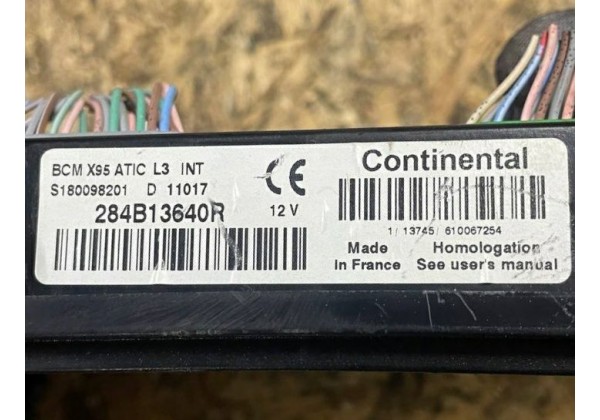 BCM X95 ATIC L3 INT
S180098201 D 11017
284B13640R
12 V
CE
Continental
1/ 13745/ 610067254
Made
in France
Homologation
See user's manual